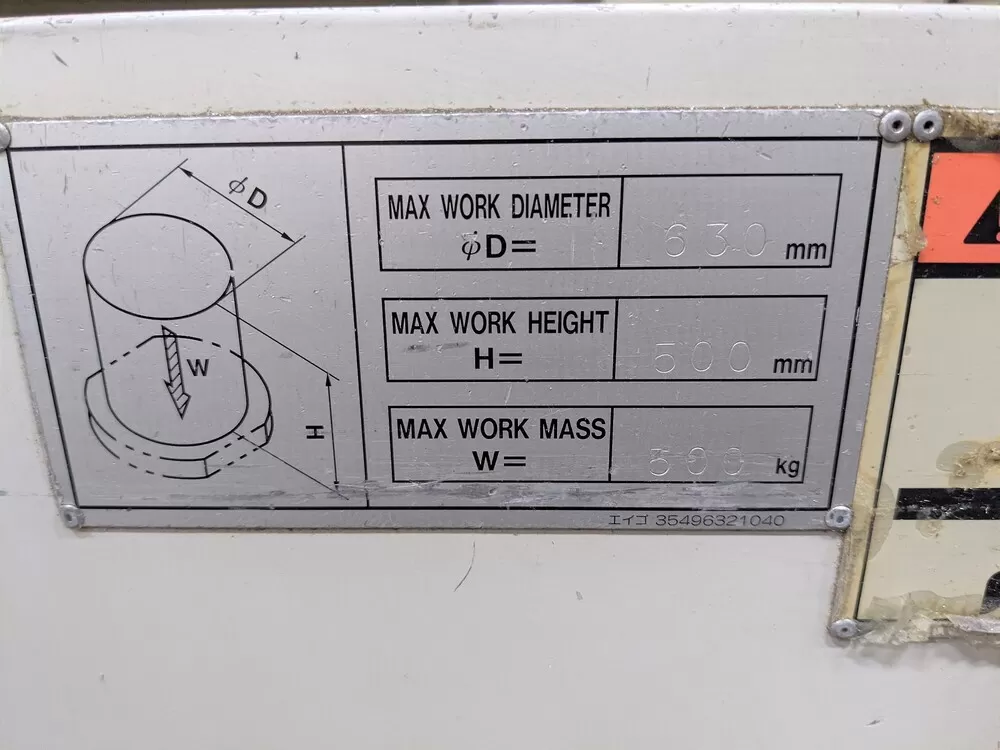 φD
W
H
MAX WORK DIAMETER
φD= 630 mm
MAX WORK HEIGHT
H= 500 mm
MAX WORK MASS
W= 500 kg
エイゴ 35496321040